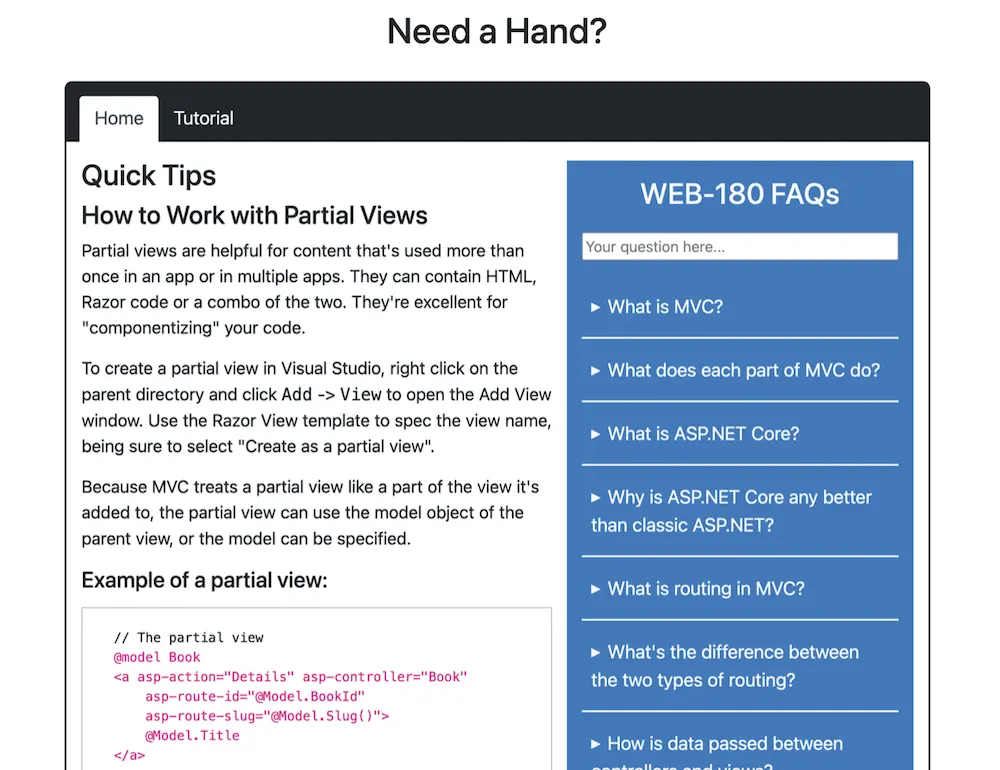 Need a Hand?
Home
Tutorial
Quick Tips
How to Work with Partial Views
Partial views are helpful for content that's used more than
once in an app or in multiple apps. They can contain HTML,
Razor code or a combo of the two. They're excellent for
"componentizing" your code.
To create a partial view in Visual Studio, right click on the
parent directory and click Add -> View to open the Add View
window. Use the Razor View template to spec the view name,
being sure to select "Create as a partial view".
Because MVC treats a partial view like a part of the view it's
added to, the partial view can use the model object of the
parent view, or the model can be specified.
Example of a partial view:
// The partial view
@model Book
<a asp-action="Details" asp-controller="Book"
asp-route-id="@Model.BookId"
asp-route-slug="@Model.Slug()">
@Model.Title
</a>
WEB-180 FAQs
Your question here...
▸ What is MVC?
▸ What does each part of MVC do?
▸ What is ASP.NET Core?
▸ Why is ASP.NET Core any better
than classic ASP.NET?
▸ What is routing in MVC?
▸ What's the difference between
the two types of routing?
▸ How is data passed between
controllers and views?